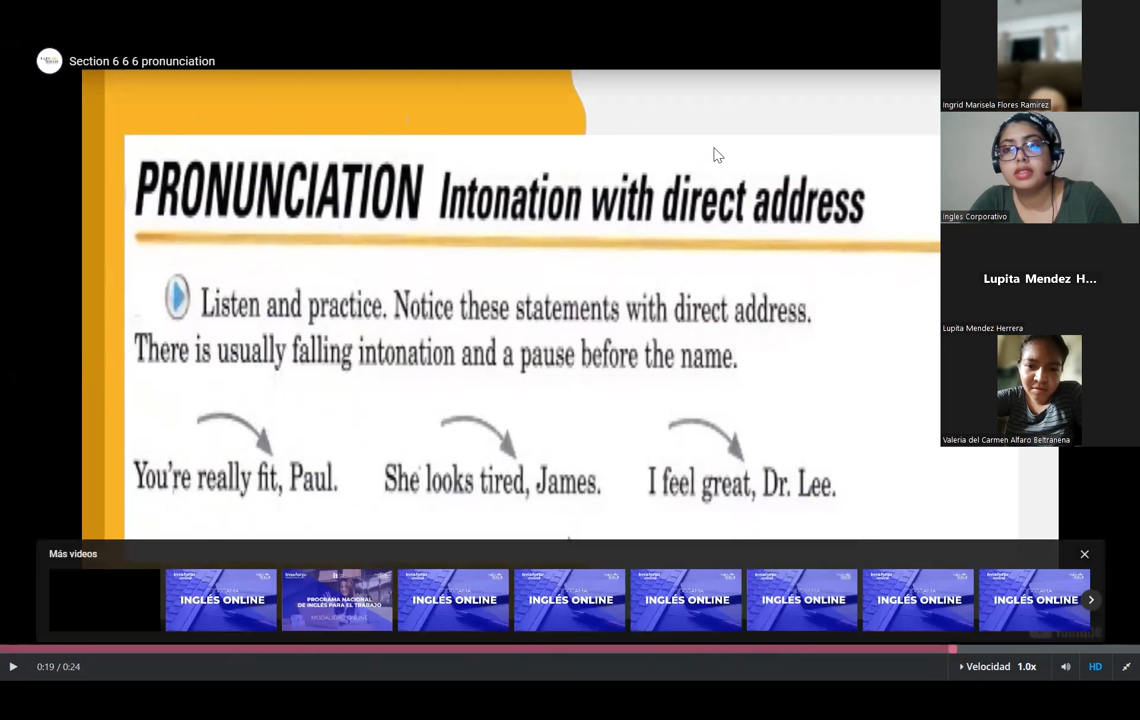 Section 6 6 6 pronunciation
PRONUNCIATION Intonation with direct address
Listen and practice. Notice these statements with direct address.
There is usually falling intonation and a pause before the name.
You're really fit, Paul. She looks tired, James. I feel great, Dr. Lee.
Ingrid Marisela Flores Ramirez
Ingles Corporativo
Lupita Mendez H...
Lupita Mendez Herrera
Valeria del Carmen Alfaro Beltranena
Más videos
INGLÉS ONLINE
PROGRAMA NACIONAL
DE INGLÉS PARA EL TRABAJO
MODALIDAD ONLINE
INGLÉS ONLINE
INGLÉS ONLINE
INGLÉS ONLINE
INGLÉS ONLINE
INGLÉS ONLINE
INGLÉS ONLINE
0:19 / 0:24
Velocidad 1.0x
HD